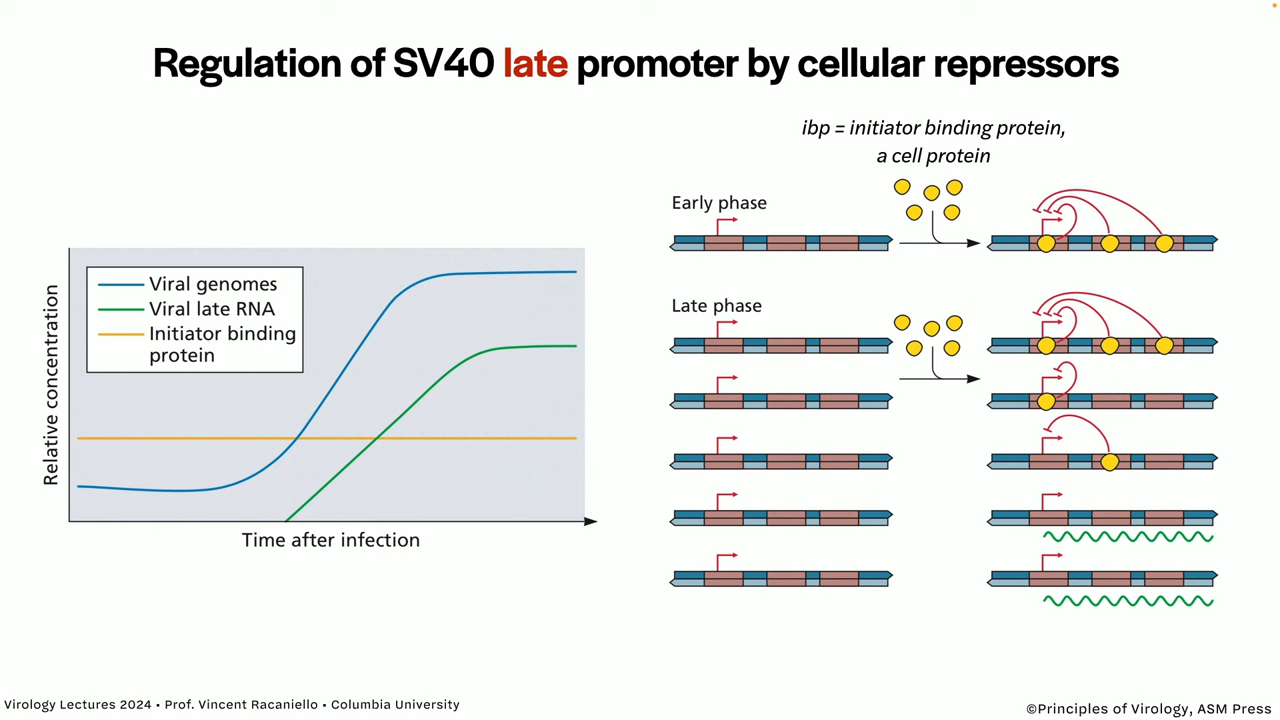 Regulation of SV40 late promoter by cellular repressors
ibp = initiator binding protein,
a cell protein
Early phase
Late phase
Viral genomes
Viral late RNA
Initiator binding
protein
Relative concentration
Time after infection
Virology Lectures 2024 • Prof. Vincent Racaniello • Columbia University
©Principles of Virology, ASM Press